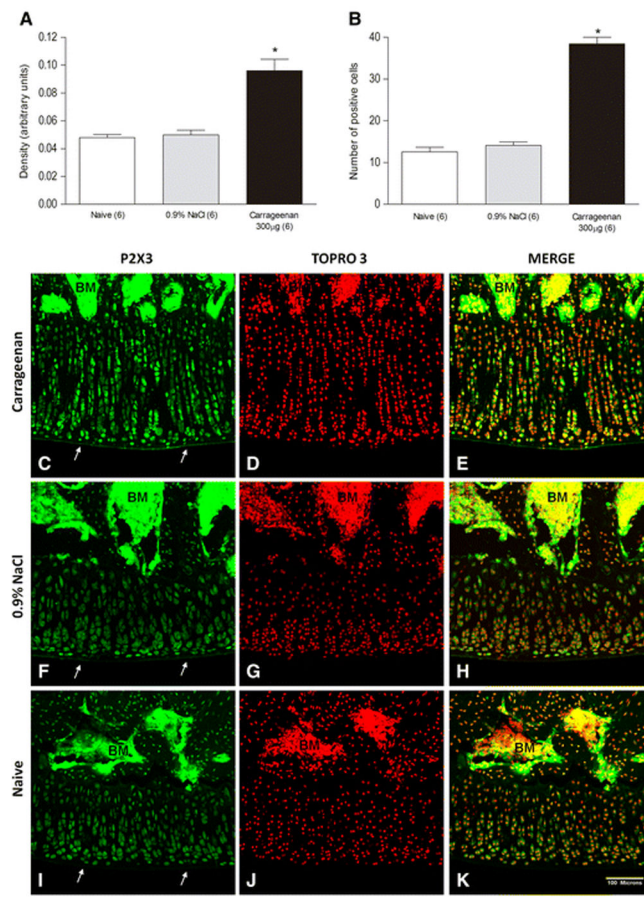 A
Density (arbitrary units)
0.12
0.10
0.08
0.06
0.04
0.02
0.00
*
Naive (6)
0.9% NaCl (6)
Carrageenan
300µg (6)
B
Number of positive cells
40
30
20
10
0
*
Naive (6)
0.9% NaCl (6)
Carrageenan
300µg (6)
P2X3
TOPRO 3
MERGE
Carrageenan
BM
C
D
BM
E
0.9% NaCl
BM
F
G
BM
H
Naive
BM
I
BM
J
BM
K
100 Microns